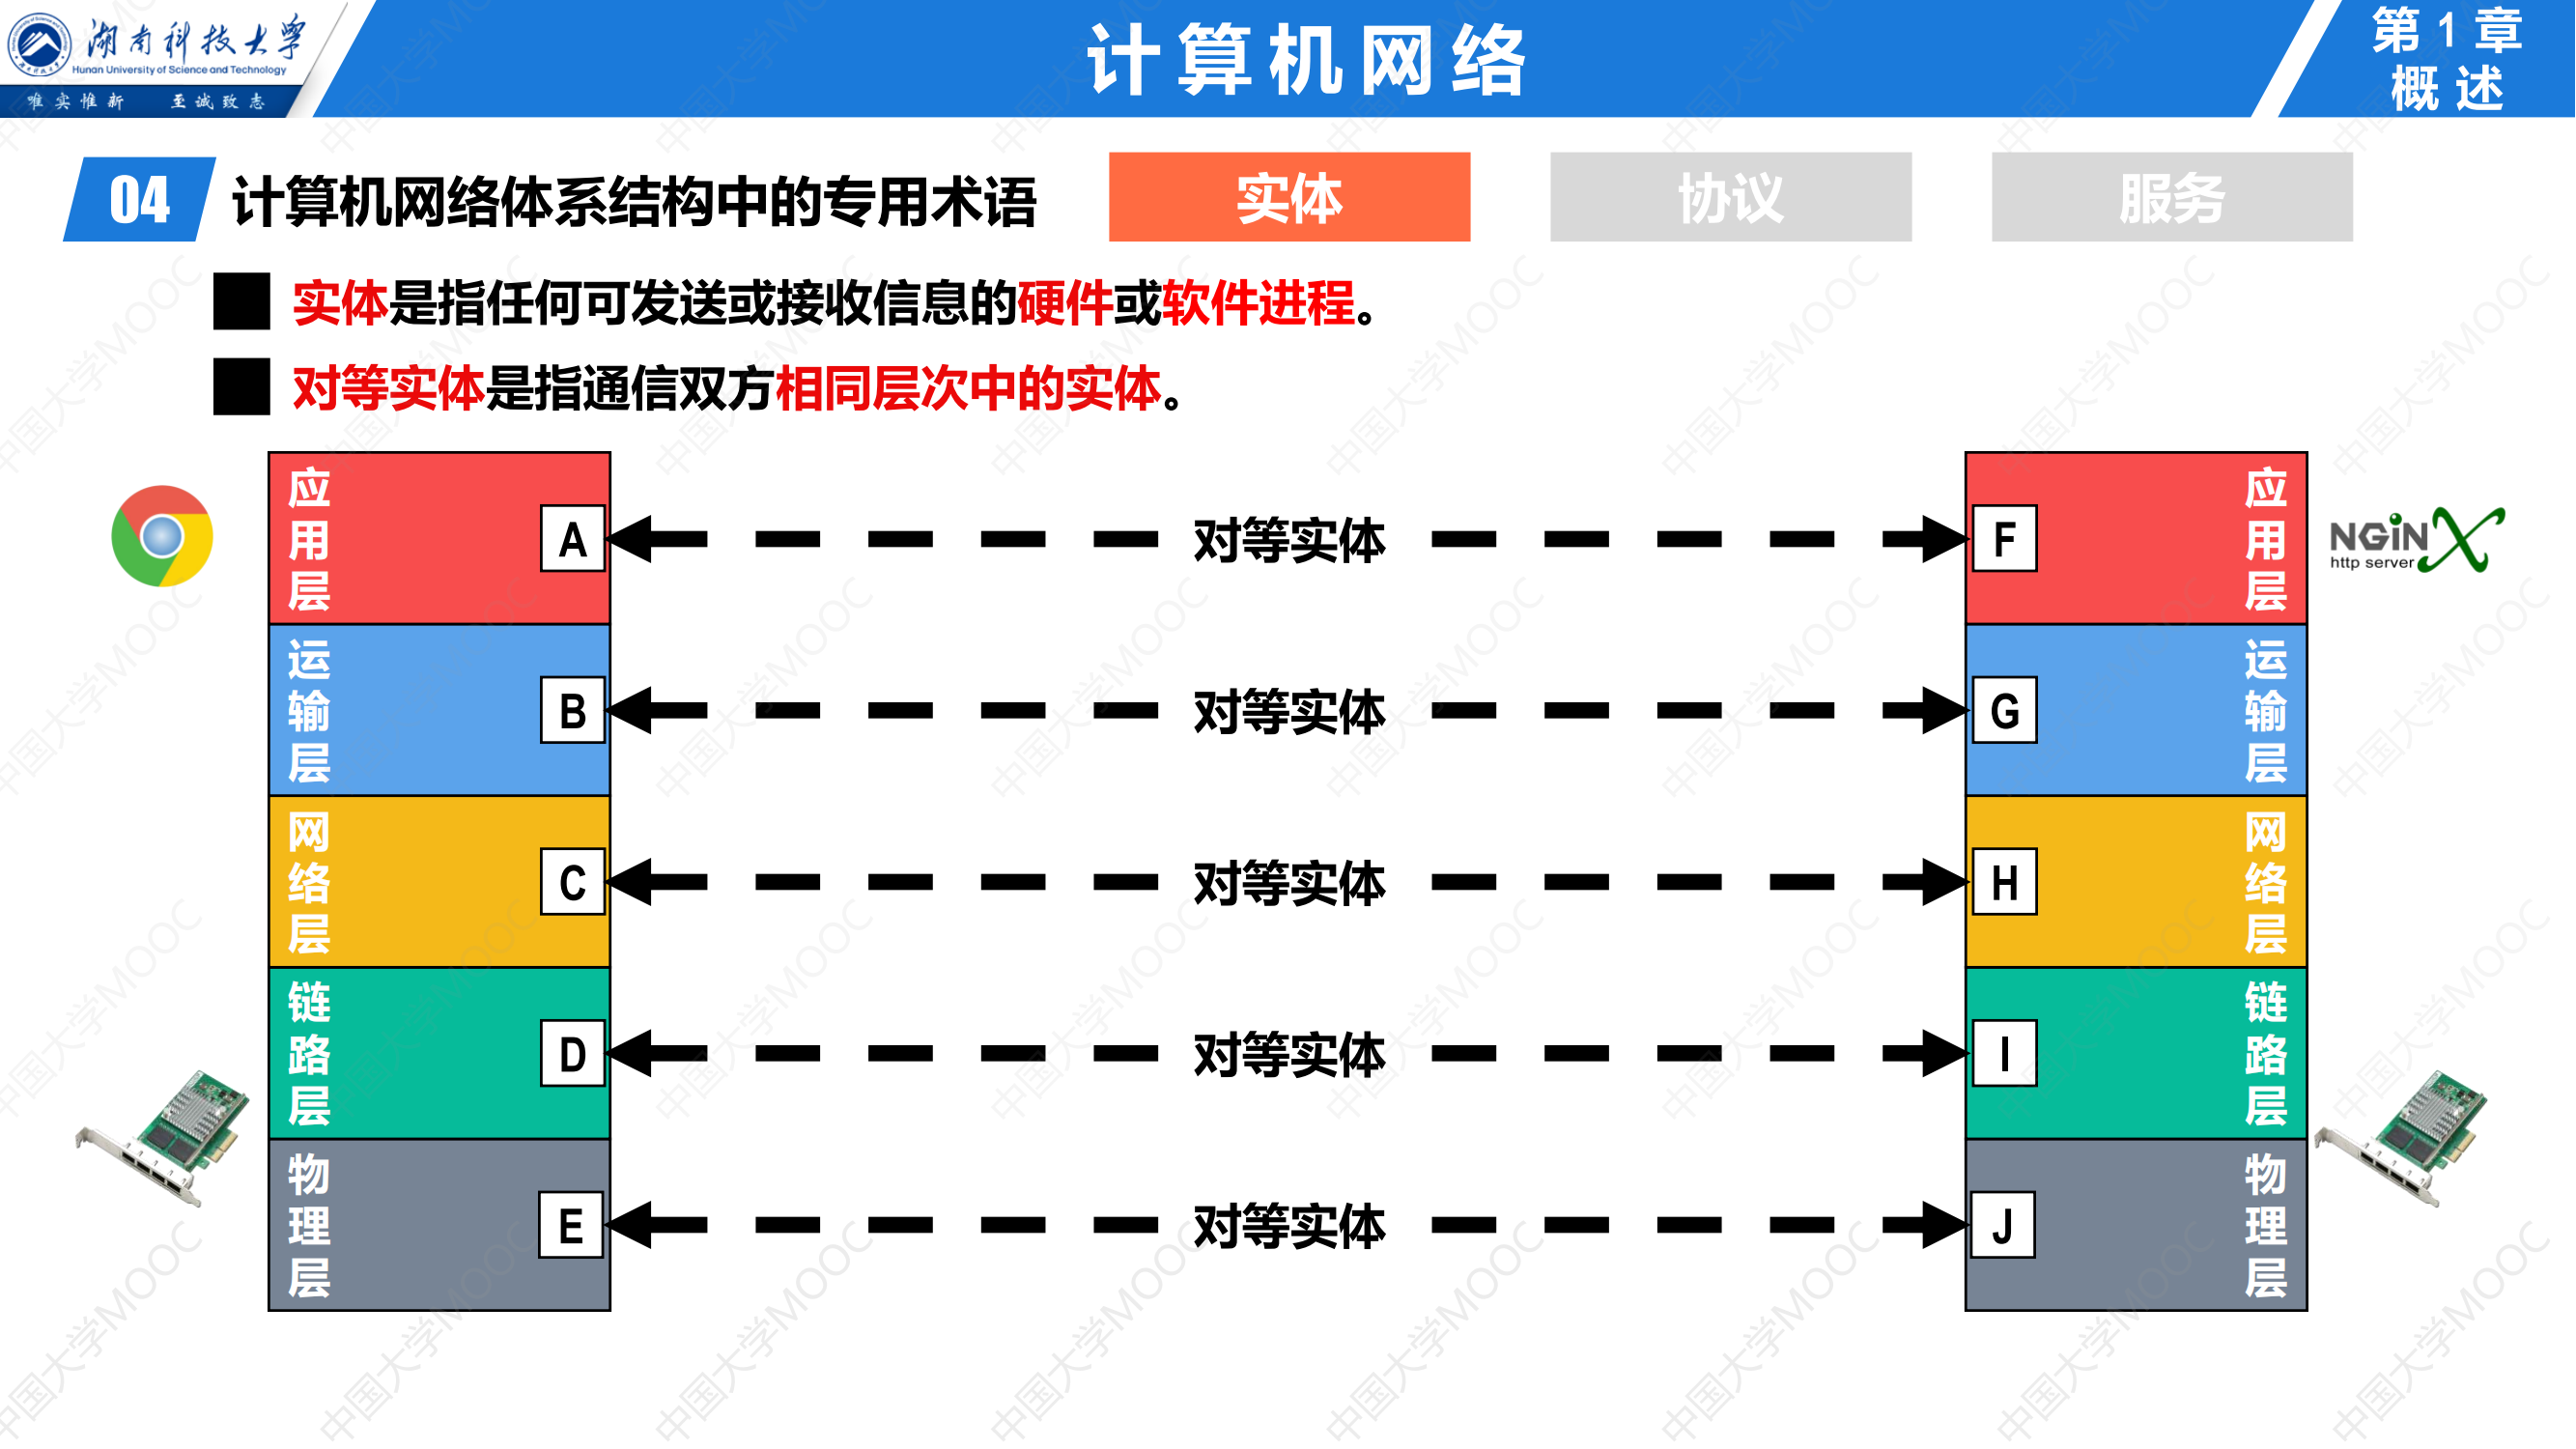 湖南科技大学
Hunan University of Science and Technology
唯实惟新 至诚致志
计算机网络
第1章
概述
04 计算机网络体系结构中的专用术语
实体 协议 服务
实体是指任何可发送或接收信息的硬件或软件进程。
对等实体是指通信双方相同层次中的实体。
应用层 A 对等实体 F 应用层
NGiNX
http server
运输层 B 对等实体 G 运输层
网络层 C 对等实体 H 网络层
链路层 D 对等实体 I 链路层
物理层 E 对等实体 J 物理层
中国大学MOOC